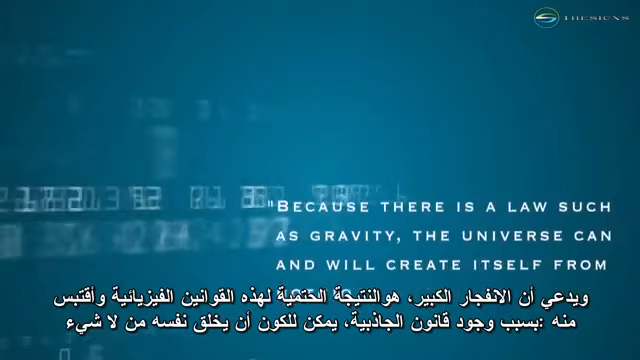 THESIGNS
"BECAUSE THERE IS A LAW SUCH
AS GRAVITY, THE UNIVERSE CAN
AND WILL CREATE ITSELF FROM
ويدعي أن الانفجار الكبير، هوالنتيجة الحتمية لهذه القوانين الفيزيائية وأقتبس
منه :بسبب وجود قانون الجاذبية، يمكن للكون أن يخلق نفسه من لا شيء